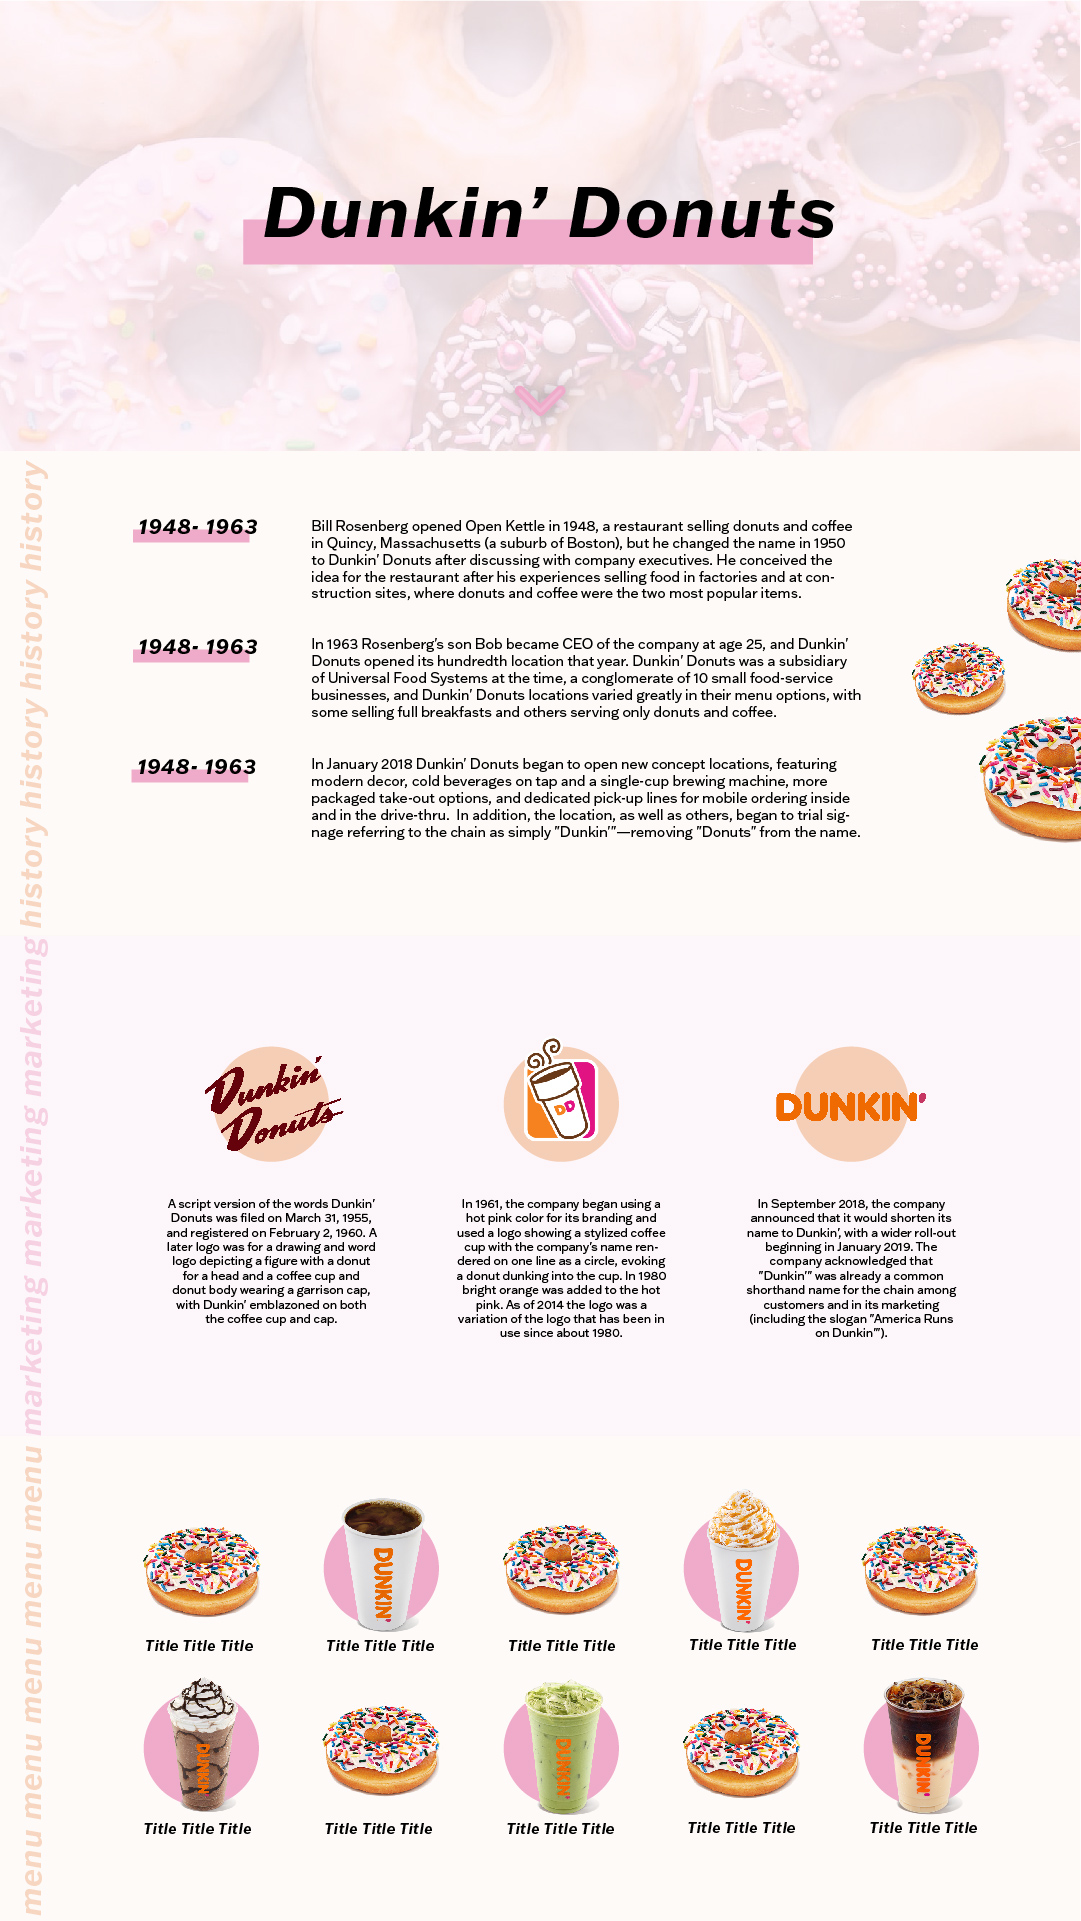 Dunkin’ Donuts
history history history history
1948- 1963
Bill Rosenberg opened Open Kettle in 1948, a restaurant selling donuts and coffee
in Quincy, Massachusetts (a suburb of Boston), but he changed the name in 1950
to Dunkin' Donuts after discussing with company executives. He conceived the
idea for the restaurant after his experiences selling food in factories and at con-
struction sites, where donuts and coffee were the two most popular items.
1948- 1963
In 1963 Rosenberg's son Bob became CEO of the company at age 25, and Dunkin'
Donuts opened its hundredth location that year. Dunkin' Donuts was a subsidiary
of Universal Food Systems at the time, a conglomerate of 10 small food-service
businesses, and Dunkin' Donuts locations varied greatly in their menu options, with
some selling full breakfasts and others serving only donuts and coffee.
1948- 1963
In January 2018 Dunkin' Donuts began to open new concept locations, featuring
modern decor, cold beverages on tap and a single-cup brewing machine, more
packaged take-out options, and dedicated pick-up lines for mobile ordering inside
and in the drive-thru.  In addition, the location, as well as others, began to trial sig-
nage referring to the chain as simply "Dunkin'"—removing "Donuts" from the name.
marketing marketing marketing
Dunkin'
Donuts
DD
DUNKIN'
A script version of the words Dunkin'
Donuts was filed on March 31, 1955,
and registered on February 2, 1960. A
later logo was for a drawing and word
logo depicting a figure with a donut
for a head and a coffee cup and
donut body wearing a garrison cap,
with Dunkin' emblazoned on both
the coffee cup and cap.
In 1961, the company began using a
hot pink color for its branding and
used a logo showing a stylized coffee
cup with the company's name ren-
dered on one line as a circle, evoking
a donut dunking into the cup. In 1980
bright orange was added to the hot
pink. As of 2014 the logo was a
variation of the logo that has been in
use since about 1980.
In September 2018, the company
announced that it would shorten its
name to Dunkin', with a wider roll-out
beginning in January 2019. The
company acknowledged that
"Dunkin'" was already a common
shorthand name for the chain among
customers and in its marketing
(including the slogan "America Runs
on Dunkin'").
menu menu menu menu menu
DUNKIN'
DUNKIN'
Title Title Title
Title Title Title
Title Title Title
Title Title Title
Title Title Title
DUNKIN'
DUNKIN'
DUNKIN'
Title Title Title
Title Title Title
Title Title Title
Title Title Title
Title Title Title